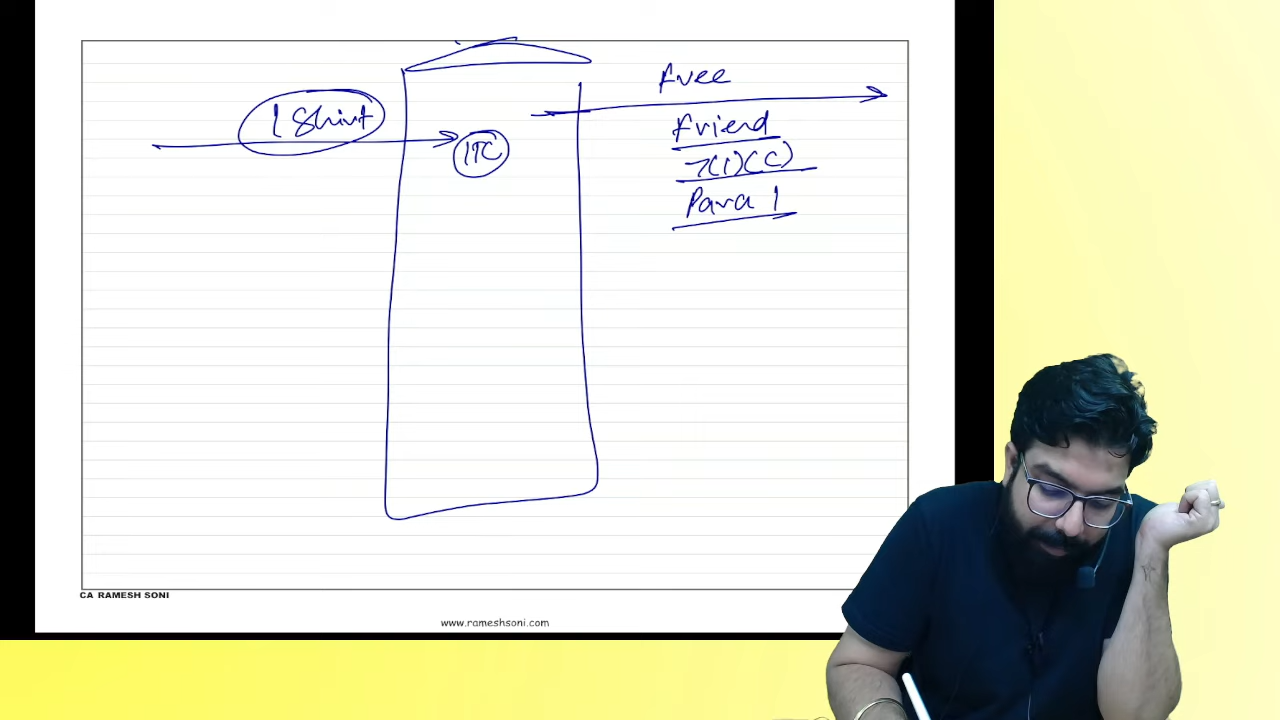 1 Shirt
ITC
free
friend
7(1)(c)
Para 1
CA RAMESH SONI
www.rameshsoni.com